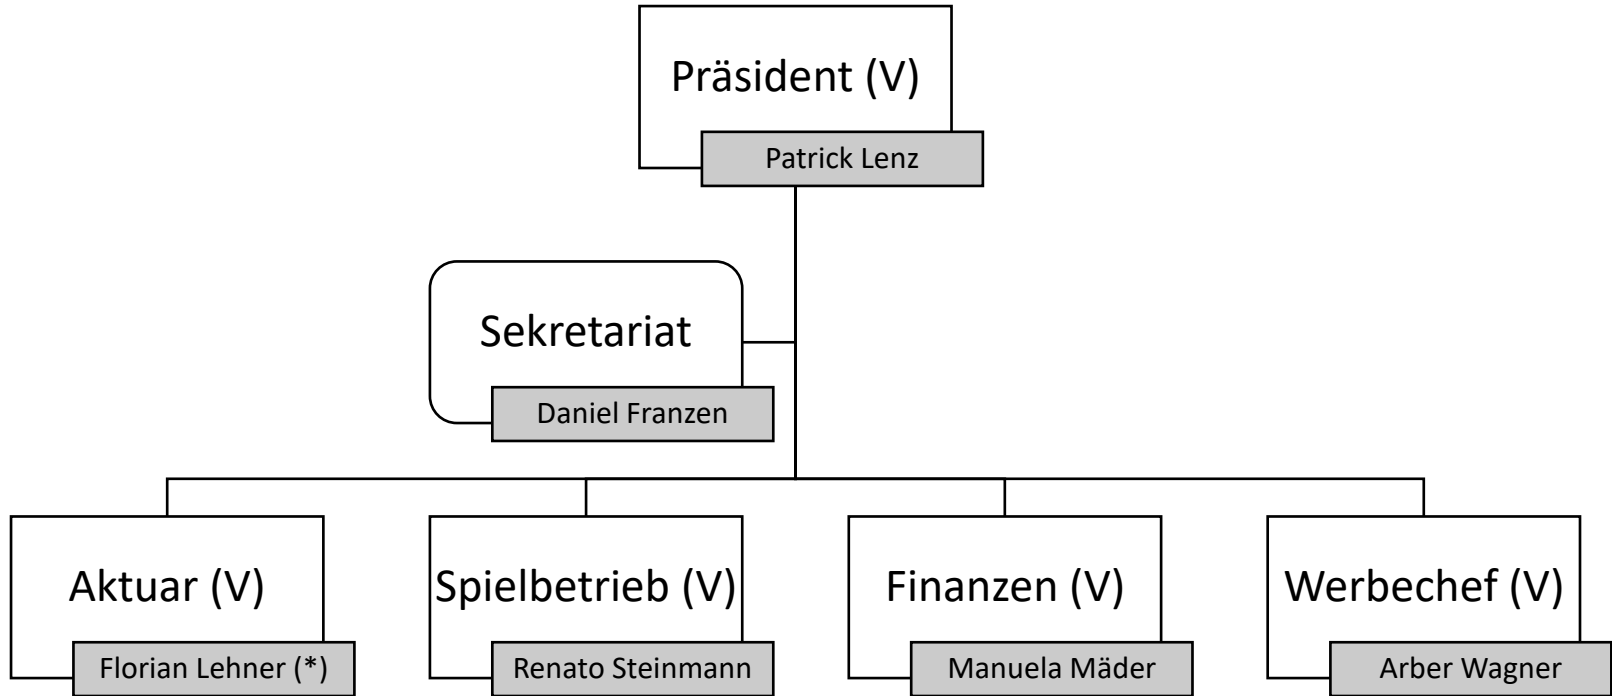 Präsident (V)
Patrick Lenz
Sekretariat
Daniel Franzen
Aktuar (V)
Florian Lehner (*)
Spielbetrieb (V)
Renato Steinmann
Finanzen (V)
Manuela Mäder
Werbechef (V)
Arber Wagner